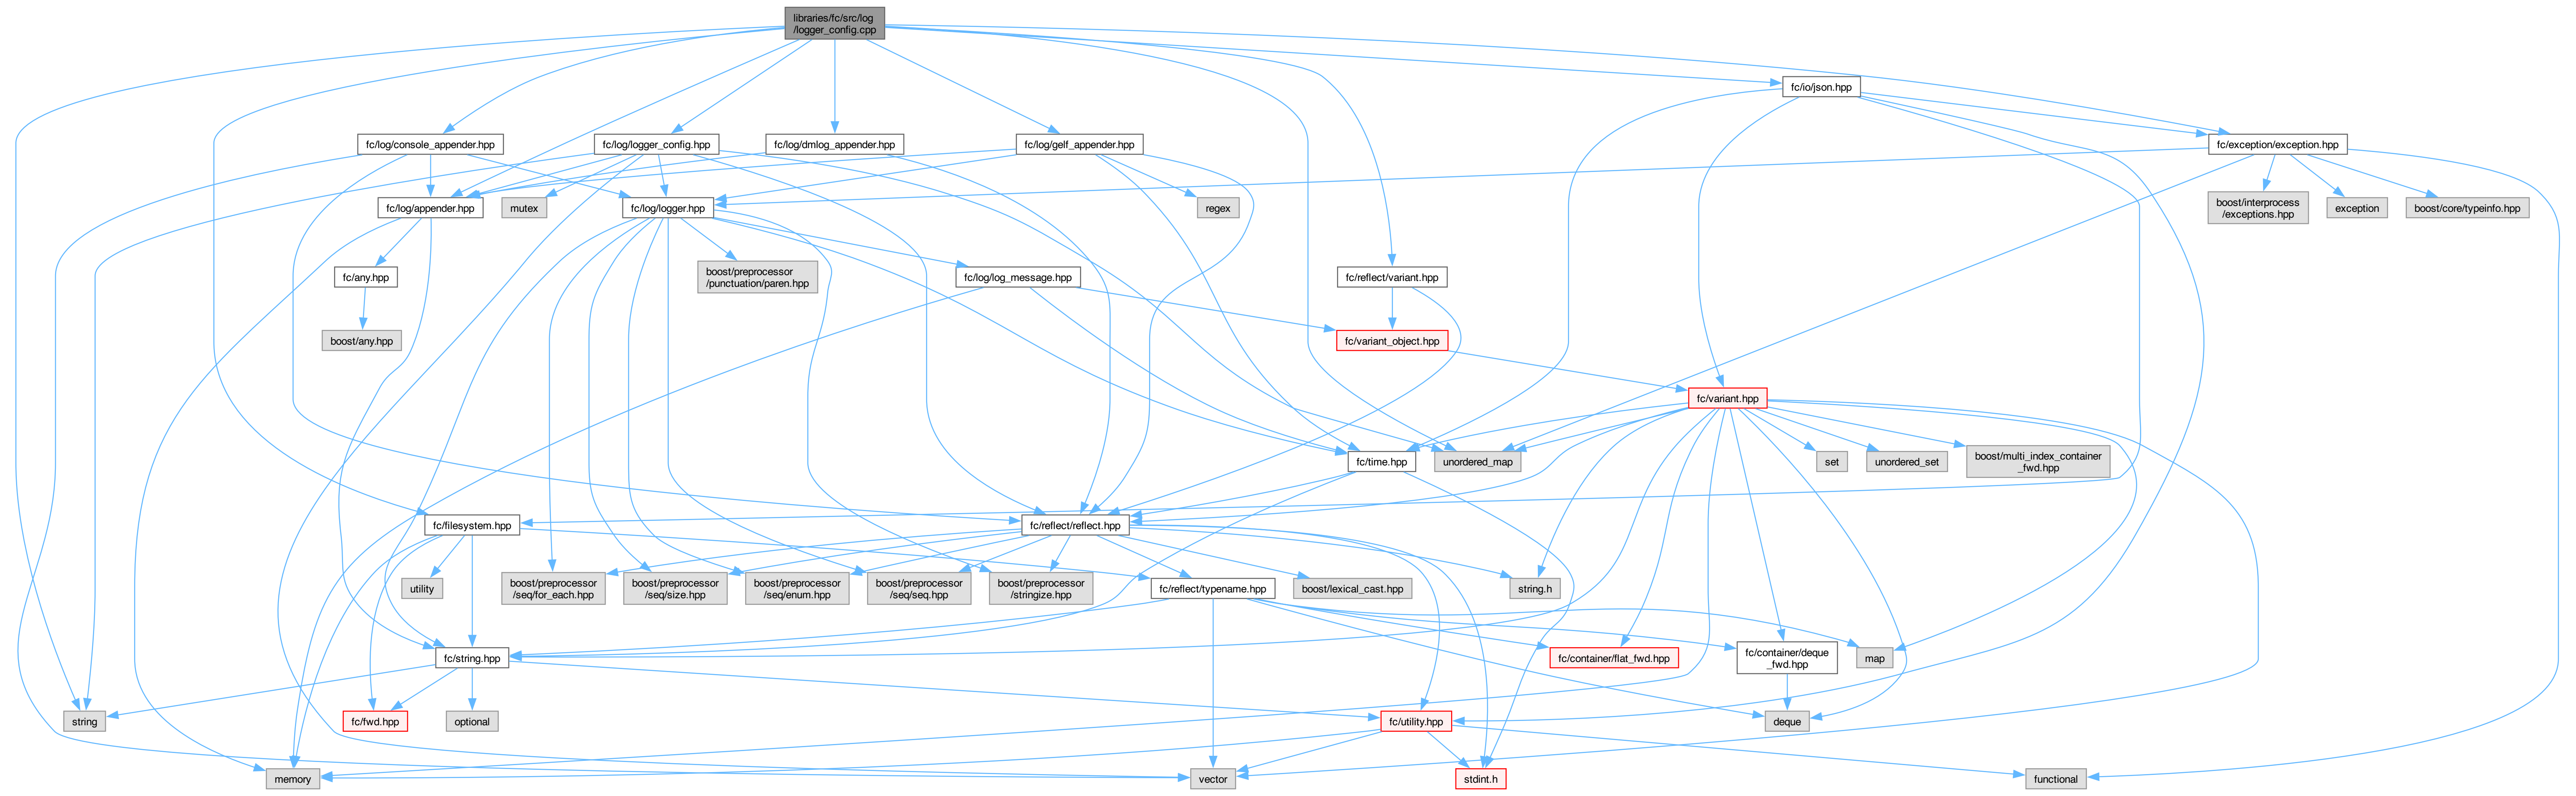 libraries/fc/src/log
/logger_config.cpp
fc/io/json.hpp
fc/log/console_appender.hpp
fc/log/logger_config.hpp
fc/log/dmlog_appender.hpp
fc/log/gelf_appender.hpp
fc/exception/exception.hpp
fc/log/appender.hpp
mutex
fc/log/logger.hpp
regex
boost/interprocess
/exceptions.hpp
exception
boost/core/typeinfo.hpp
fc/any.hpp
boost/preprocessor
/punctuation/paren.hpp
fc/log/log_message.hpp
fc/reflect/variant.hpp
boost/any.hpp
fc/variant_object.hpp
fc/variant.hpp
fc/time.hpp
unordered_map
set
unordered_set
boost/multi_index_container
_fwd.hpp
fc/filesystem.hpp
fc/reflect/reflect.hpp
utility
boost/preprocessor
/seq/for_each.hpp
boost/preprocessor
/seq/size.hpp
boost/preprocessor
/seq/enum.hpp
boost/preprocessor
/seq/seq.hpp
boost/preprocessor
/stringize.hpp
fc/reflect/typename.hpp
boost/lexical_cast.hpp
string.h
fc/string.hpp
fc/container/flat_fwd.hpp
fc/container/deque
_fwd.hpp
map
string
fc/fwd.hpp
optional
fc/utility.hpp
deque
memory
vector
stdint.h
functional